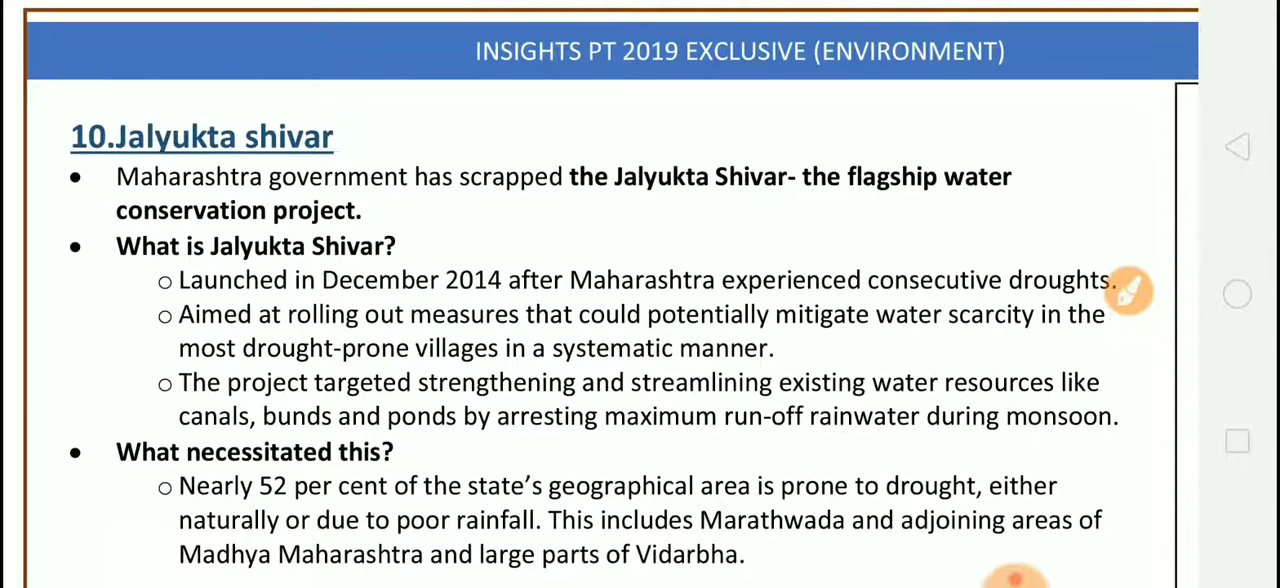 INSIGHTS PT 2019 EXCLUSIVE (ENVIRONMENT)
10.Jalyukta shivar
• Maharashtra government has scrapped the Jalyukta Shivar- the flagship water
conservation project.
• What is Jalyukta Shivar?
o Launched in December 2014 after Maharashtra experienced consecutive droughts.
o Aimed at rolling out measures that could potentially mitigate water scarcity in the
most drought-prone villages in a systematic manner.
o The project targeted strengthening and streamlining existing water resources like
canals, bunds and ponds by arresting maximum run-off rainwater during monsoon.
• What necessitated this?
o Nearly 52 per cent of the state’s geographical area is prone to drought, either
naturally or due to poor rainfall. This includes Marathwada and adjoining areas of
Madhya Maharashtra and large parts of Vidarbha.